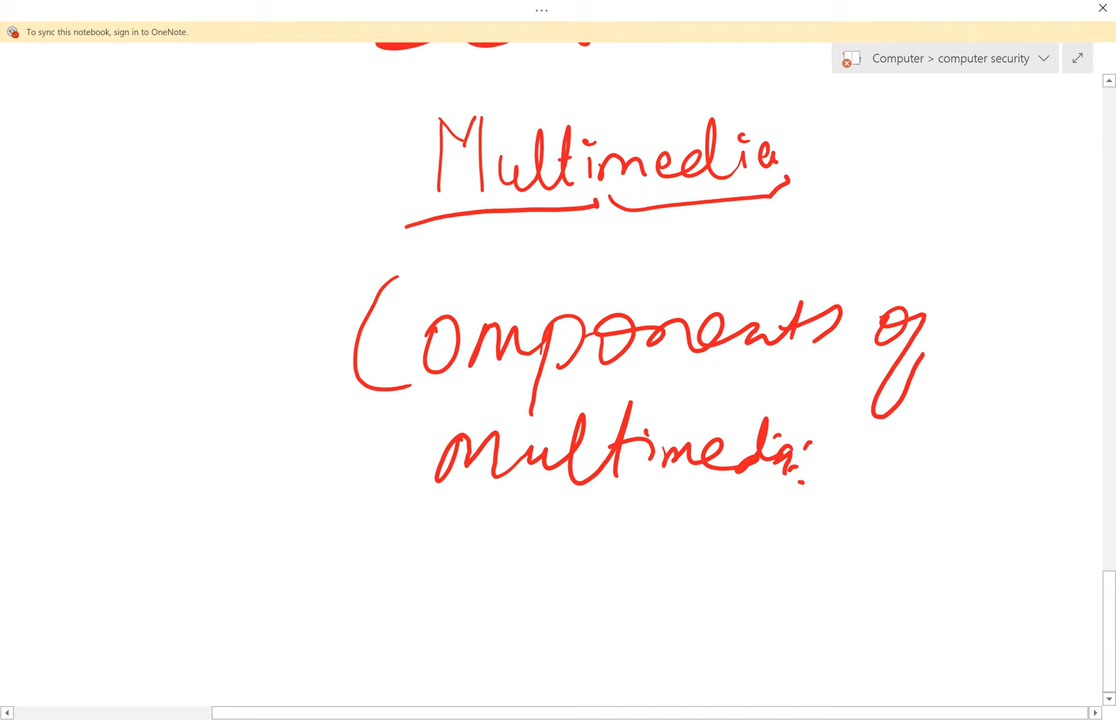 To sync this notebook, sign in to OneNote.
Computer > computer security
Multimedia
Components of
multimedia: